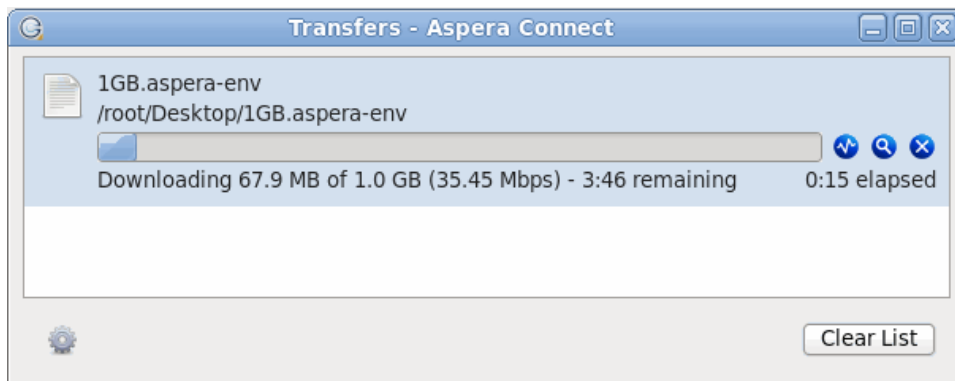 Transfers - Aspera Connect
1GB.aspera-env
/root/Desktop/1GB.aspera-env
Downloading 67.9 MB of 1.0 GB (35.45 Mbps) - 3:46 remaining 0:15 elapsed
Clear List